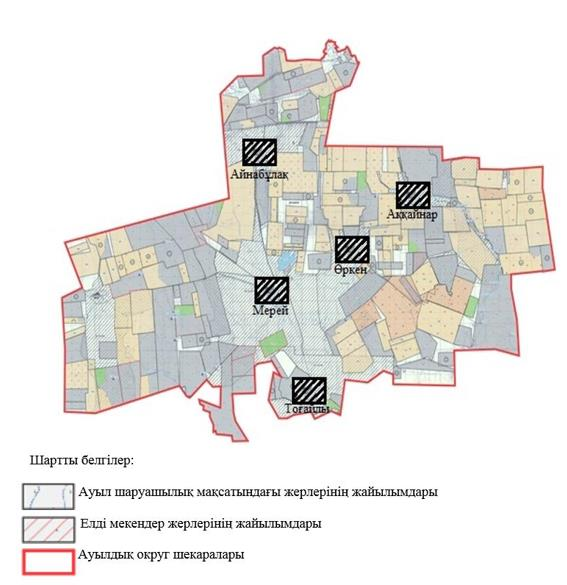 Айнабұлақ
Аққайнар
Өркен
Мерей
Тоғайлы
Шартты белгілер:
Ауыл шаруашылық мақсатындағы жерлерінің жайылымдары
Елді мекендер жерлерінің жайылымдары
Ауылдық округ шекаралары